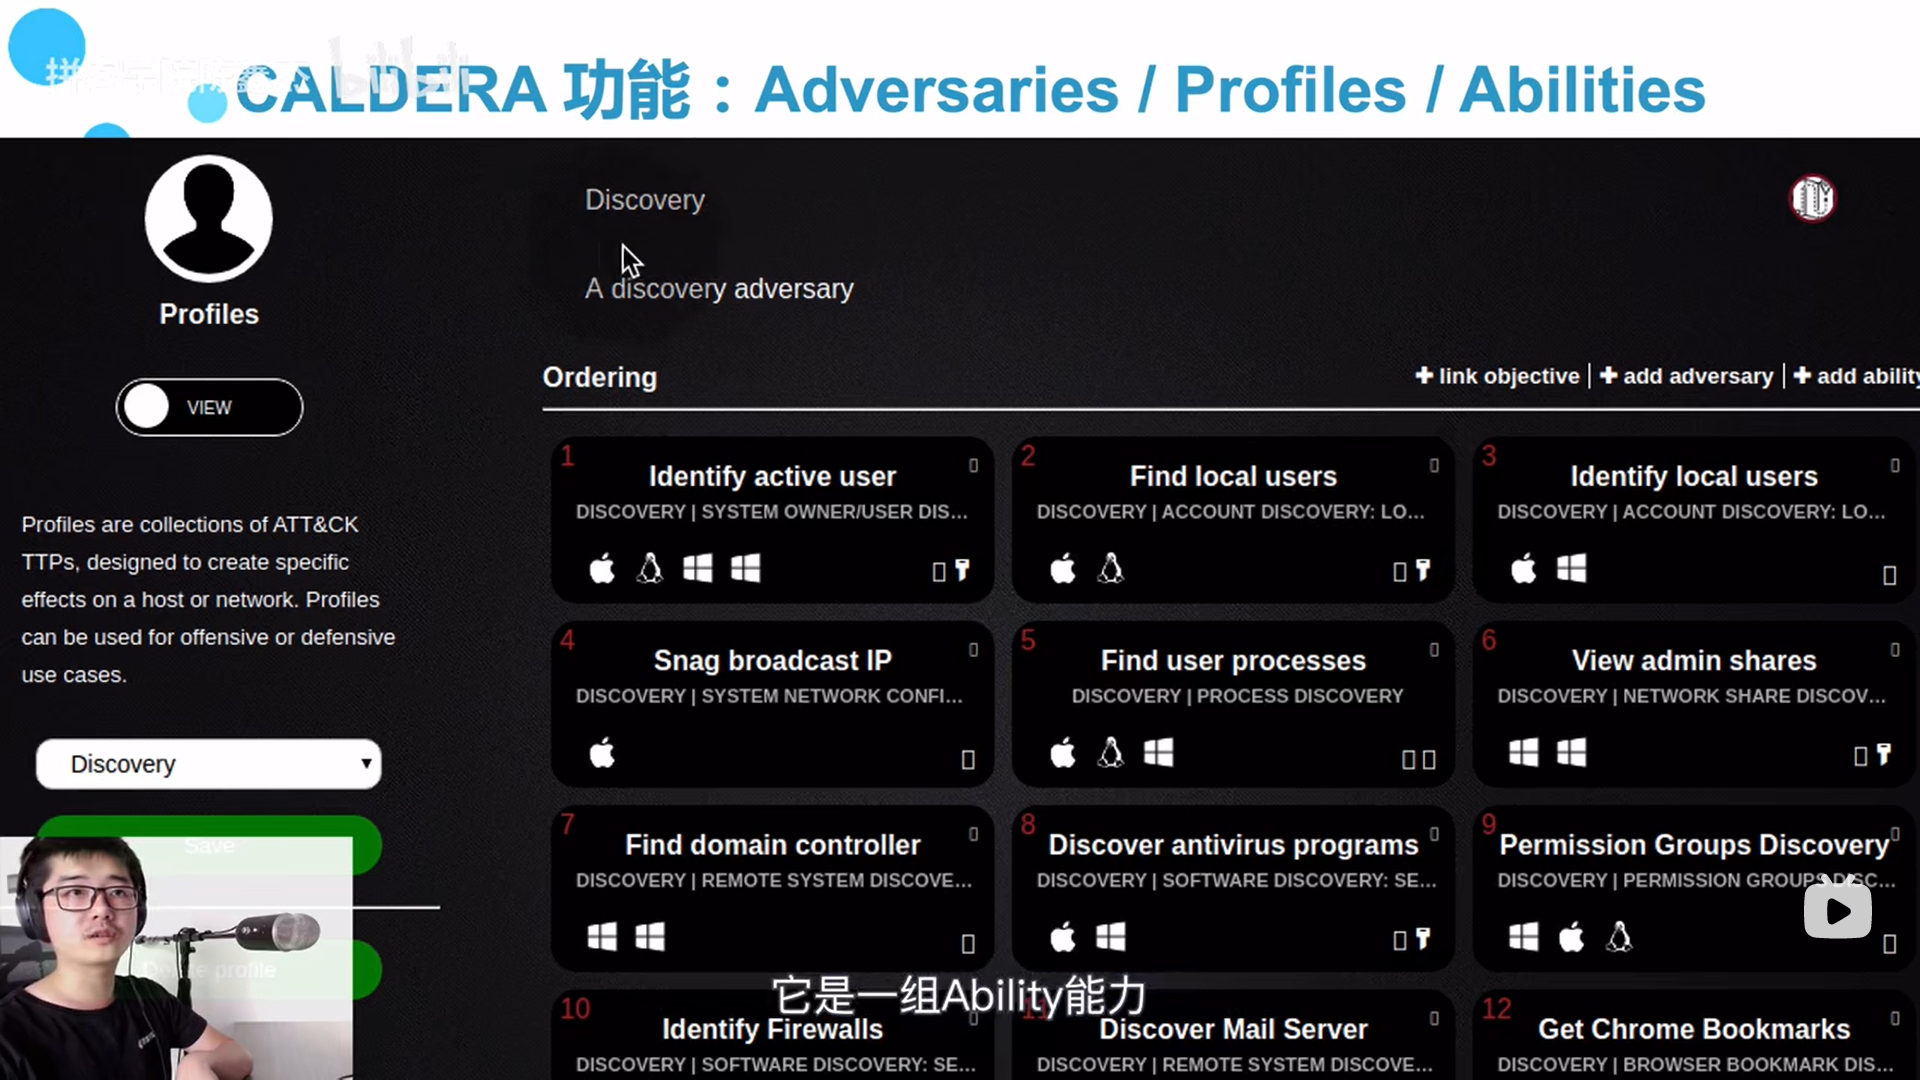 CALDERA 功能：Adversaries / Profiles / Abilities
Profiles
VIEW
Profiles are collections of ATT&CK
TTPs, designed to create specific
effects on a host or network. Profiles
can be used for offensive or defensive
use cases.
Discovery
Save
profile
Discovery
A discovery adversary
Ordering
+ link objective | + add adversary | + add ability
1
Identify active user
DISCOVERY | SYSTEM OWNER/USER DIS...
2
Find local users
DISCOVERY | ACCOUNT DISCOVERY: LO...
3
Identify local users
DISCOVERY | ACCOUNT DISCOVERY: LO...
4
Snag broadcast IP
DISCOVERY | SYSTEM NETWORK CONFI...
5
Find user processes
DISCOVERY | PROCESS DISCOVERY
6
View admin shares
DISCOVERY | NETWORK SHARE DISCOV...
7
Find domain controller
DISCOVERY | REMOTE SYSTEM DISCOVE...
8
Discover antivirus programs
DISCOVERY | SOFTWARE DISCOVERY: SE...
9
Permission Groups Discovery
DISCOVERY | PERMISSION GROUPS DISC...
它是一组Ability能力
10
Identify Firewalls
DISCOVERY | SOFTWARE DISCOVERY: SE...
11
Discover Mail Server
DISCOVERY | REMOTE SYSTEM DISCOVE...
12
Get Chrome Bookmarks
DISCOVERY | BROWSER BOOKMARK DIS...